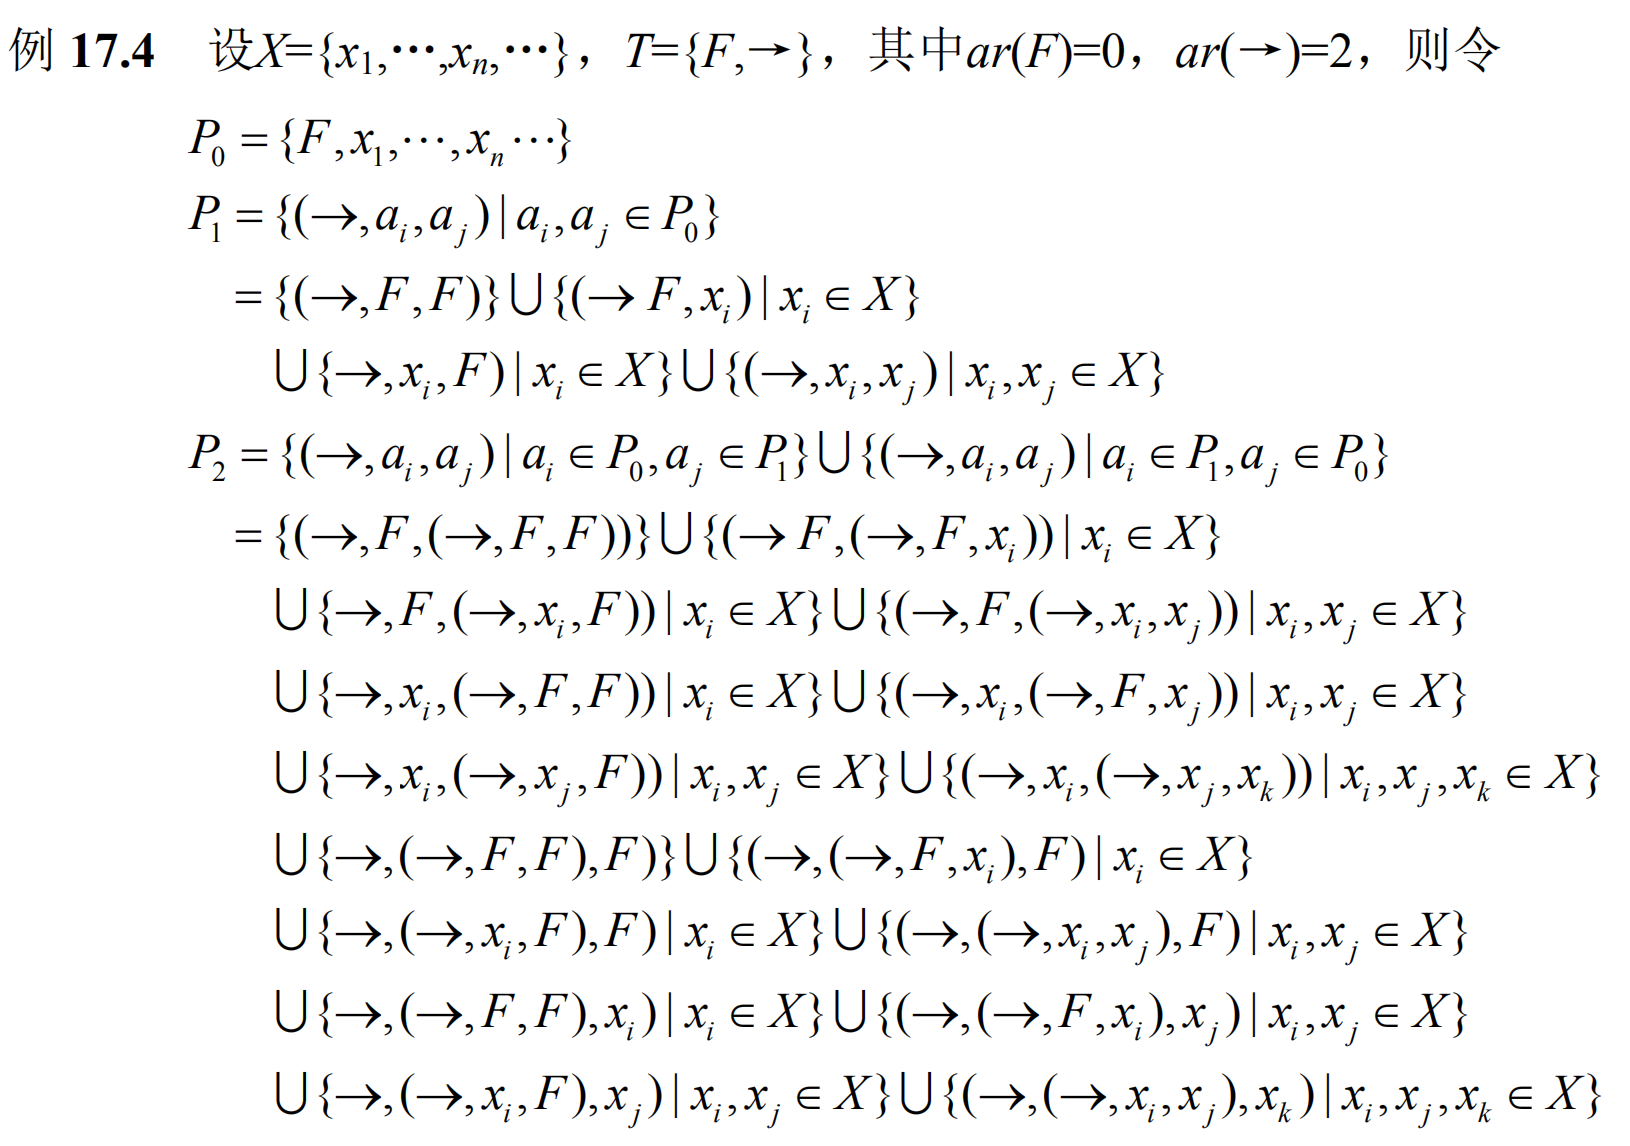 例 17.4 设X={x₁,⋯,xₙ,⋯}，T={F,→}，其中ar(F)=0，ar(→)=2，则令
P₀ = {F,x₁,⋯,xₙ⋯}
P₁ = {(→,aᵢ,aⱼ) | aᵢ,aⱼ ∈ P₀}
= {(→,F,F)}⋃{(→ F,xᵢ) | xᵢ ∈ X}
⋃{→,xᵢ,F) | xᵢ ∈ X}⋃{(→,xᵢ,xⱼ) | xᵢ,xⱼ ∈ X}
P₂ = {(→,aᵢ,aⱼ) | aᵢ ∈ P₀,aⱼ ∈ P₁}⋃{(→,aᵢ,aⱼ) | aᵢ ∈ P₁,aⱼ ∈ P₀}
= {(→,F,(→,F,F))}⋃{(→ F,(→,F,xᵢ)) | xᵢ ∈ X}
⋃{→,F,(→,xᵢ,F)) | xᵢ ∈ X}⋃{(→,F,(→,xᵢ,xⱼ)) | xᵢ,xⱼ ∈ X}
⋃{→,xᵢ,(→,F,F)) | xᵢ ∈ X}⋃{(→,xᵢ,(→,F,xⱼ)) | xᵢ,xⱼ ∈ X}
⋃{→,xᵢ,(→,xⱼ,F)) | xᵢ,xⱼ ∈ X}⋃{(→,xᵢ,(→,xⱼ,xₖ)) | xᵢ,xⱼ,xₖ ∈ X}
⋃{→,(→,F,F),F)}⋃{(→,(→,F,xᵢ),F) | xᵢ ∈ X}
⋃{→,(→,xᵢ,F),F) | xᵢ ∈ X}⋃{(→,(→,xᵢ,xⱼ),F) | xᵢ,xⱼ ∈ X}
⋃{→,(→,F,F),xᵢ) | xᵢ ∈ X}⋃{(→,(→,F,xᵢ),xⱼ) | xᵢ,xⱼ ∈ X}
⋃{→,(→,xᵢ,F),xⱼ) | xᵢ,xⱼ ∈ X}⋃{(→,(→,xᵢ,xⱼ),xₖ) | xᵢ,xⱼ,xₖ ∈ X}